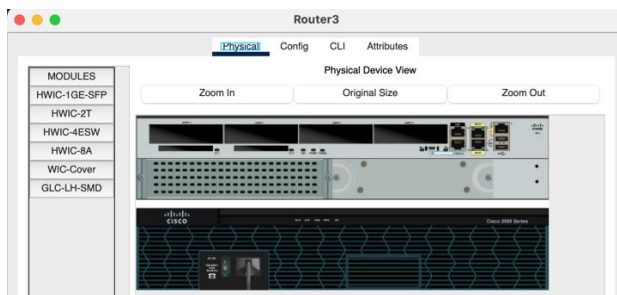 Router3
Physical Config CLI Attributes
MODULES
Physical Device View
Zoom In Original Size Zoom Out
HWIC-1GE-SFP
HWIC-2T
HWIC-4ESW
HWIC-8A
WIC-Cover
GLC-LH-SMD
CISCO
Cisco 2900 Series